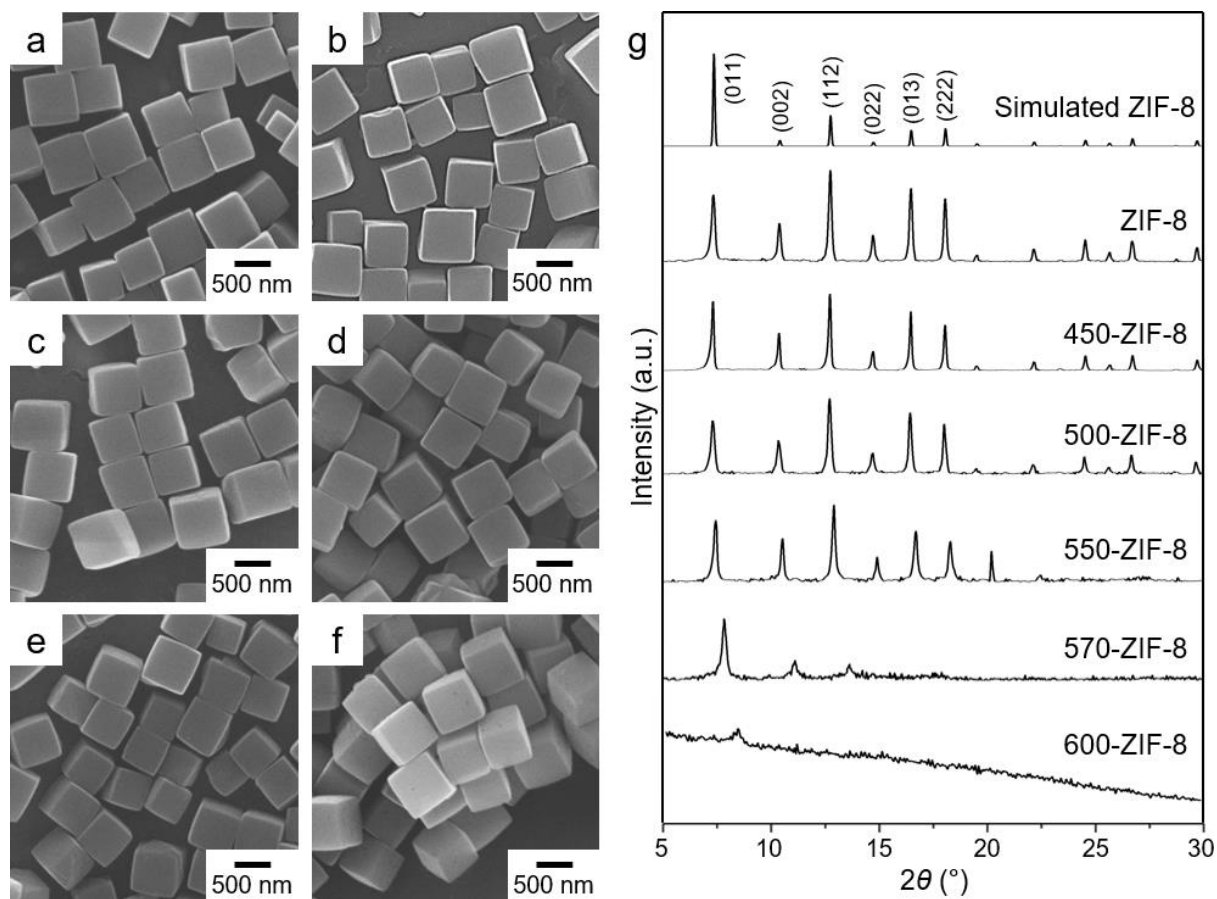 a
500 nm
b
500 nm
c
500 nm
d
500 nm
e
500 nm
f
500 nm
g
Intensity (a.u.)
(011)
(002)
(112)
(022)
(013)
(222)
Simulated ZIF-8
ZIF-8
450-ZIF-8
500-ZIF-8
550-ZIF-8
570-ZIF-8
600-ZIF-8
5 10 15 20 25 30
2θ (°)